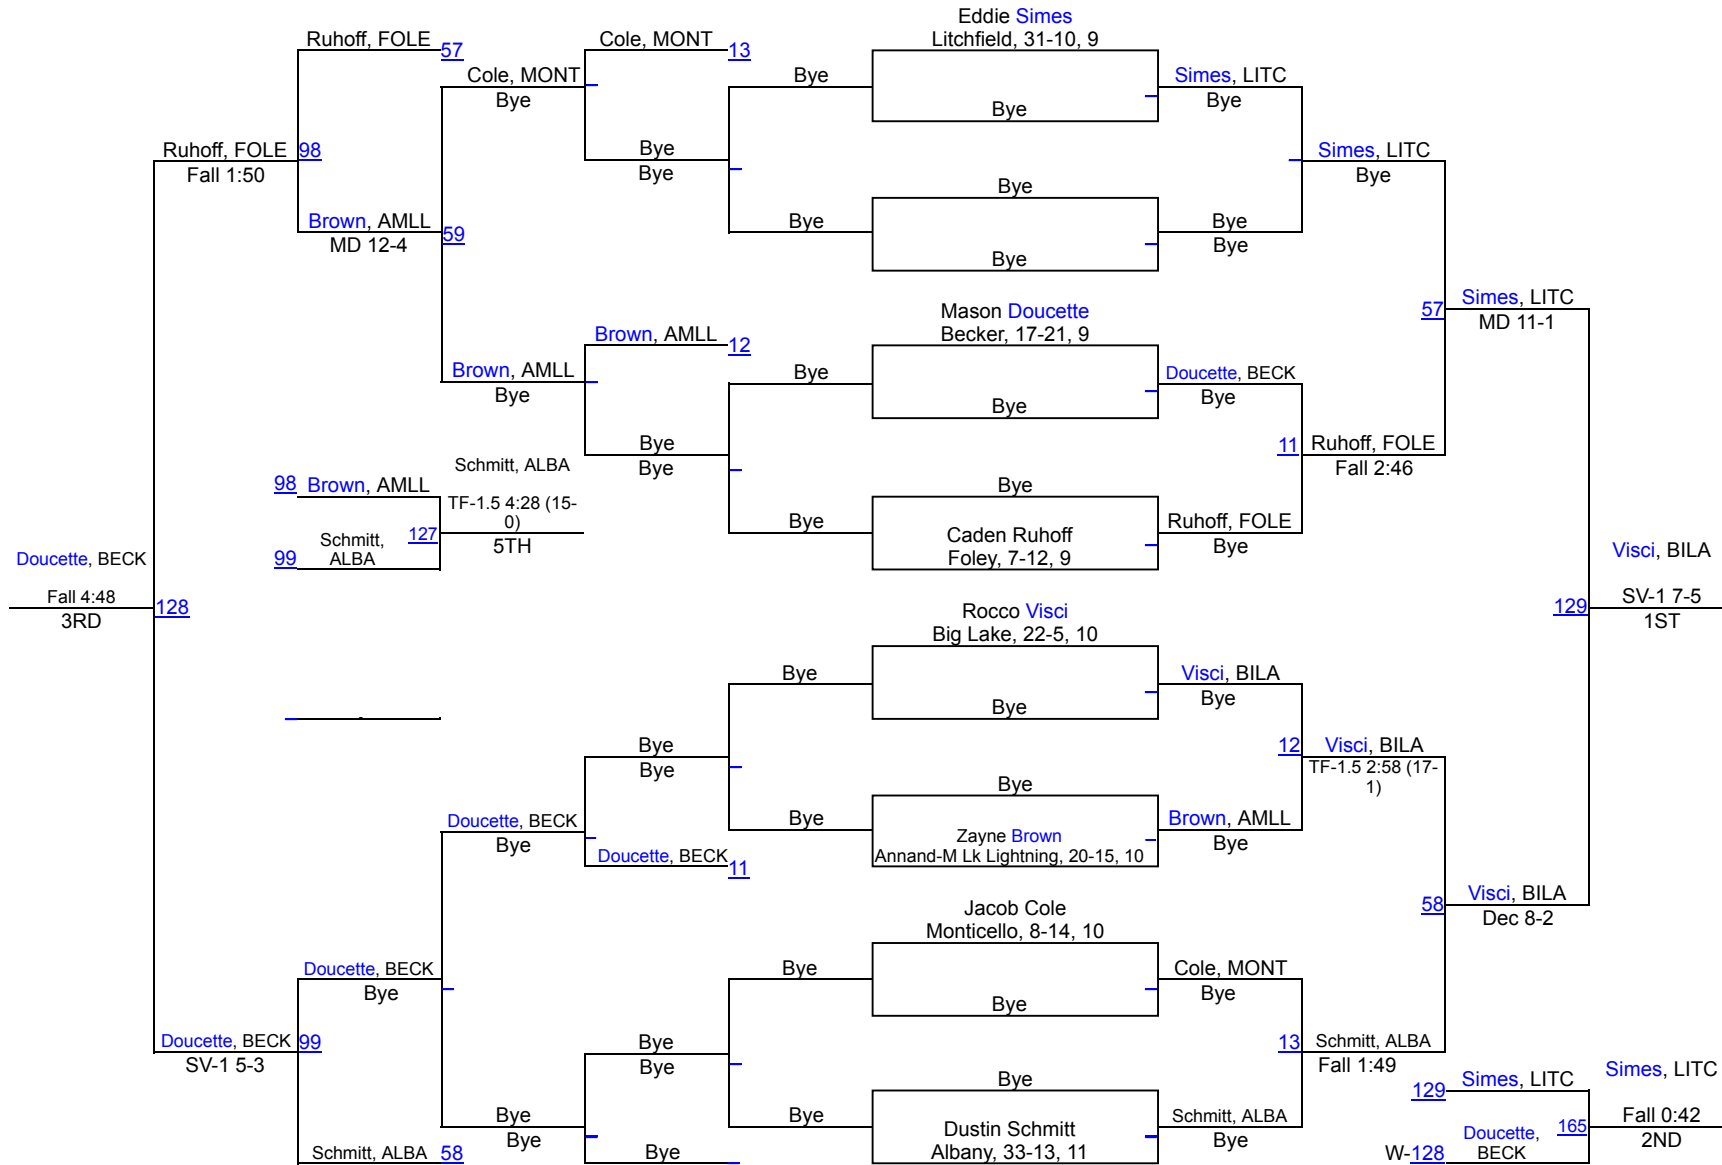 Eddie Simes
Litchfield, 31-10, 9
Ruhoff, FOLE
57
Cole, MONT
13
Cole, MONT
Bye
Bye
Simes, LITC
Bye
Bye
Ruhoff, FOLE
98
Fall 1:50
Bye
Bye
Simes, LITC
Bye
Bye
Brown, AMLL
MD 12-4
59
Bye
Bye
Bye
Bye
Mason Doucette
Becker, 17-21, 9
57
Simes, LITC
MD 11-1
Brown, AMLL
12
Brown, AMLL
Bye
Bye
Doucette, BECK
Bye
Bye
Bye
Bye
11
Ruhoff, FOLE
Fall 2:46
Schmitt, ALBA
98
Brown, AMLL
TF-1.5 4:28 (15-
0)
5TH
127
Schmitt,
ALBA
99
Bye
Bye
Caden Ruhoff
Foley, 7-12, 9
Ruhoff, FOLE
Bye
Doucette, BECK
Fall 4:48
3RD
128
Visci, BILA
129
SV-1 7-5
1ST
Rocco Visci
Big Lake, 22-5, 10
Bye
Visci, BILA
Bye
Bye
Bye
Bye
12
Visci, BILA
TF-1.5 2:58 (17-
1)
Bye
Doucette, BECK
Bye
Bye
Zayne Brown
Annand-M Lk Lightning, 20-15, 10
Brown, AMLL
Bye
Doucette, BECK
11
58
Visci, BILA
Dec 8-2
Jacob Cole
Monticello, 8-14, 10
Doucette, BECK
Bye
Bye
Cole, MONT
Bye
Bye
Doucette, BECK
99
SV-1 5-3
Bye
Bye
13
Schmitt, ALBA
Fall 1:49
Bye
Bye
Bye
Bye
Dustin Schmitt
Albany, 33-13, 11
Schmitt, ALBA
Bye
Schmitt, ALBA
58
Bye
129
Simes, LITC
Simes, LITC
165
Fall 0:42
2ND
W-128
Doucette,
BECK